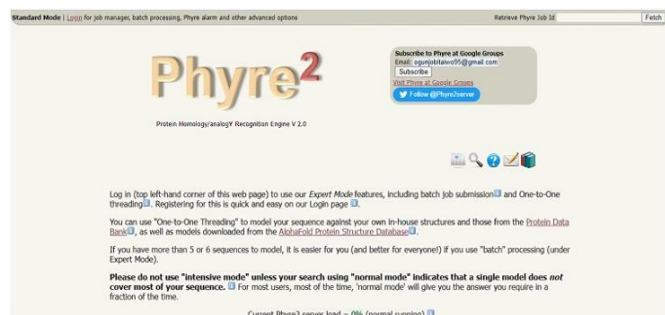 Standard Mode | Login for job manager, batch processing, Phyre alarm and other advanced options
Retrieve Phyre Job Id
Fetch
Phyre2
Protein Homology/analogY Recognition Engine V 2.0
Subscribe to Phyre at Google Groups
Email: ogunjobitaiwo95@gmail.com
Subscribe
Visit Phyre at Google Groups
Follow @Phyre2server
Log in (top left-hand corner of this web page) to use our Expert Mode features, including batch job submission and One-to-One
threading. Registering for this is quick and easy on our Login page.
You can use "One-to-One Threading" to model your sequence against your own in-house structures and those from the Protein Data
Bank, as well as models downloaded from the AlphaFold Protein Structure Database.
If you have more than 5 or 6 sequences to model, it is easier for you (and better for everyone!) if you use "batch" processing (under
Expert Mode).
Please do not use "intensive mode" unless your search using "normal mode" indicates that a single model does not
cover most of your sequence. For most users, most of the time, 'normal mode' will give you the answer you require in a
fraction of the time.
Current Phyre2 server load = 0% (normal running)